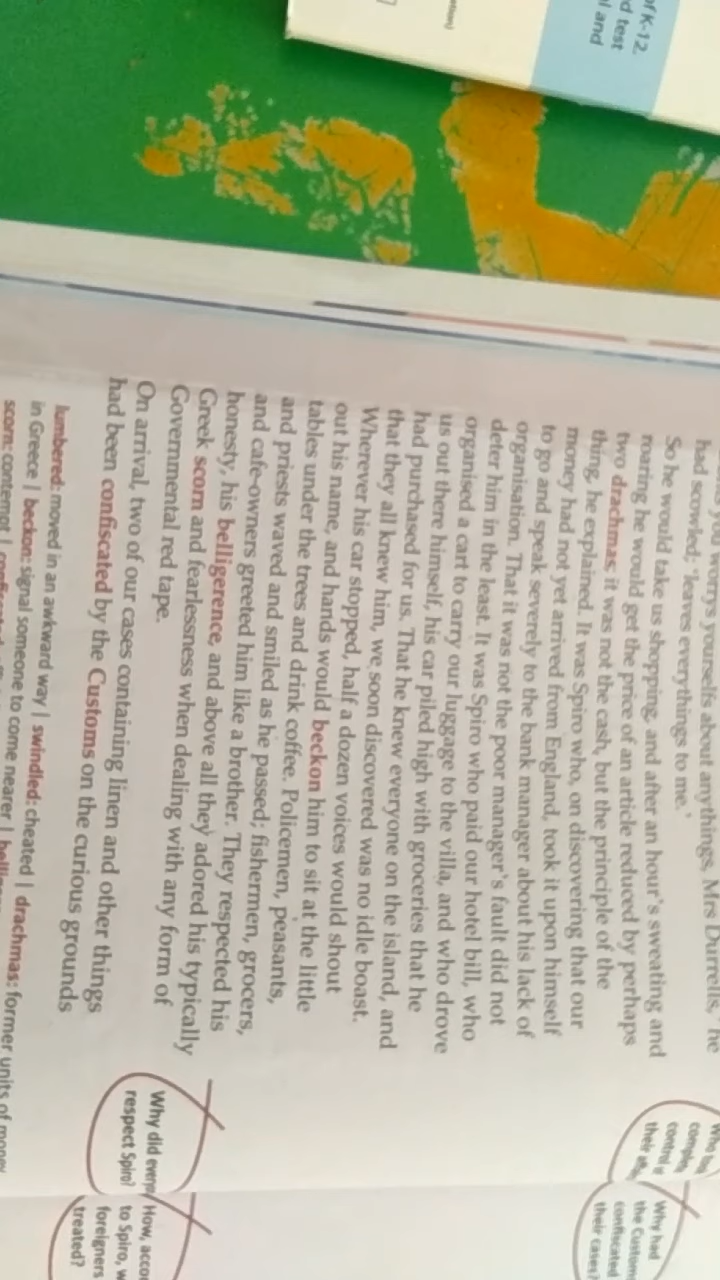 of K-12.
d test
l and
you worrys yourselfs about anythings, Mrs Durrells,' he
had scowled; 'leaves everythings to me.'
So he would take us shopping, and after an hour's sweating and
roaring he would get the price of an article reduced by perhaps
two drachmas; it was not the cash, but the principle of the
thing, he explained. It was Spiro who, on discovering that our
money had not yet arrived from England, took it upon himself
to go and speak severely to the bank manager about his lack of
organisation. That it was not the poor manager's fault did not
deter him in the least. It was Spiro who paid our hotel bill, who
organised a cart to carry our luggage to the villa, and who drove
us out there himself, his car piled high with groceries that he
had purchased for us. That he knew everyone on the island, and
that they all knew him, we soon discovered was no idle boast.
Wherever his car stopped, half a dozen voices would shout
out his name, and hands would beckon him to sit at the little
tables under the trees and drink coffee. Policemen, peasants,
and priests waved and smiled as he passed; fishermen, grocers,
and cafe-owners greeted him like a brother. They respected his
honesty, his belligerence, and above all they adored his typically
Greek scorn and fearlessness when dealing with any form of
Governmental red tape.
On arrival, two of our cases containing linen and other things
had been confiscated by the Customs on the curious grounds
lumbered: moved in an awkward way | swindled: cheated | drachmas: former units of money
in Greece | beckon: signal someone to come nearer |
scorn: contempt |
Who
control
their
Why had
the Customs
confiscated
their cases?
Why did
respect Spiro?
How,
to Spiro,
foreigners
treated?